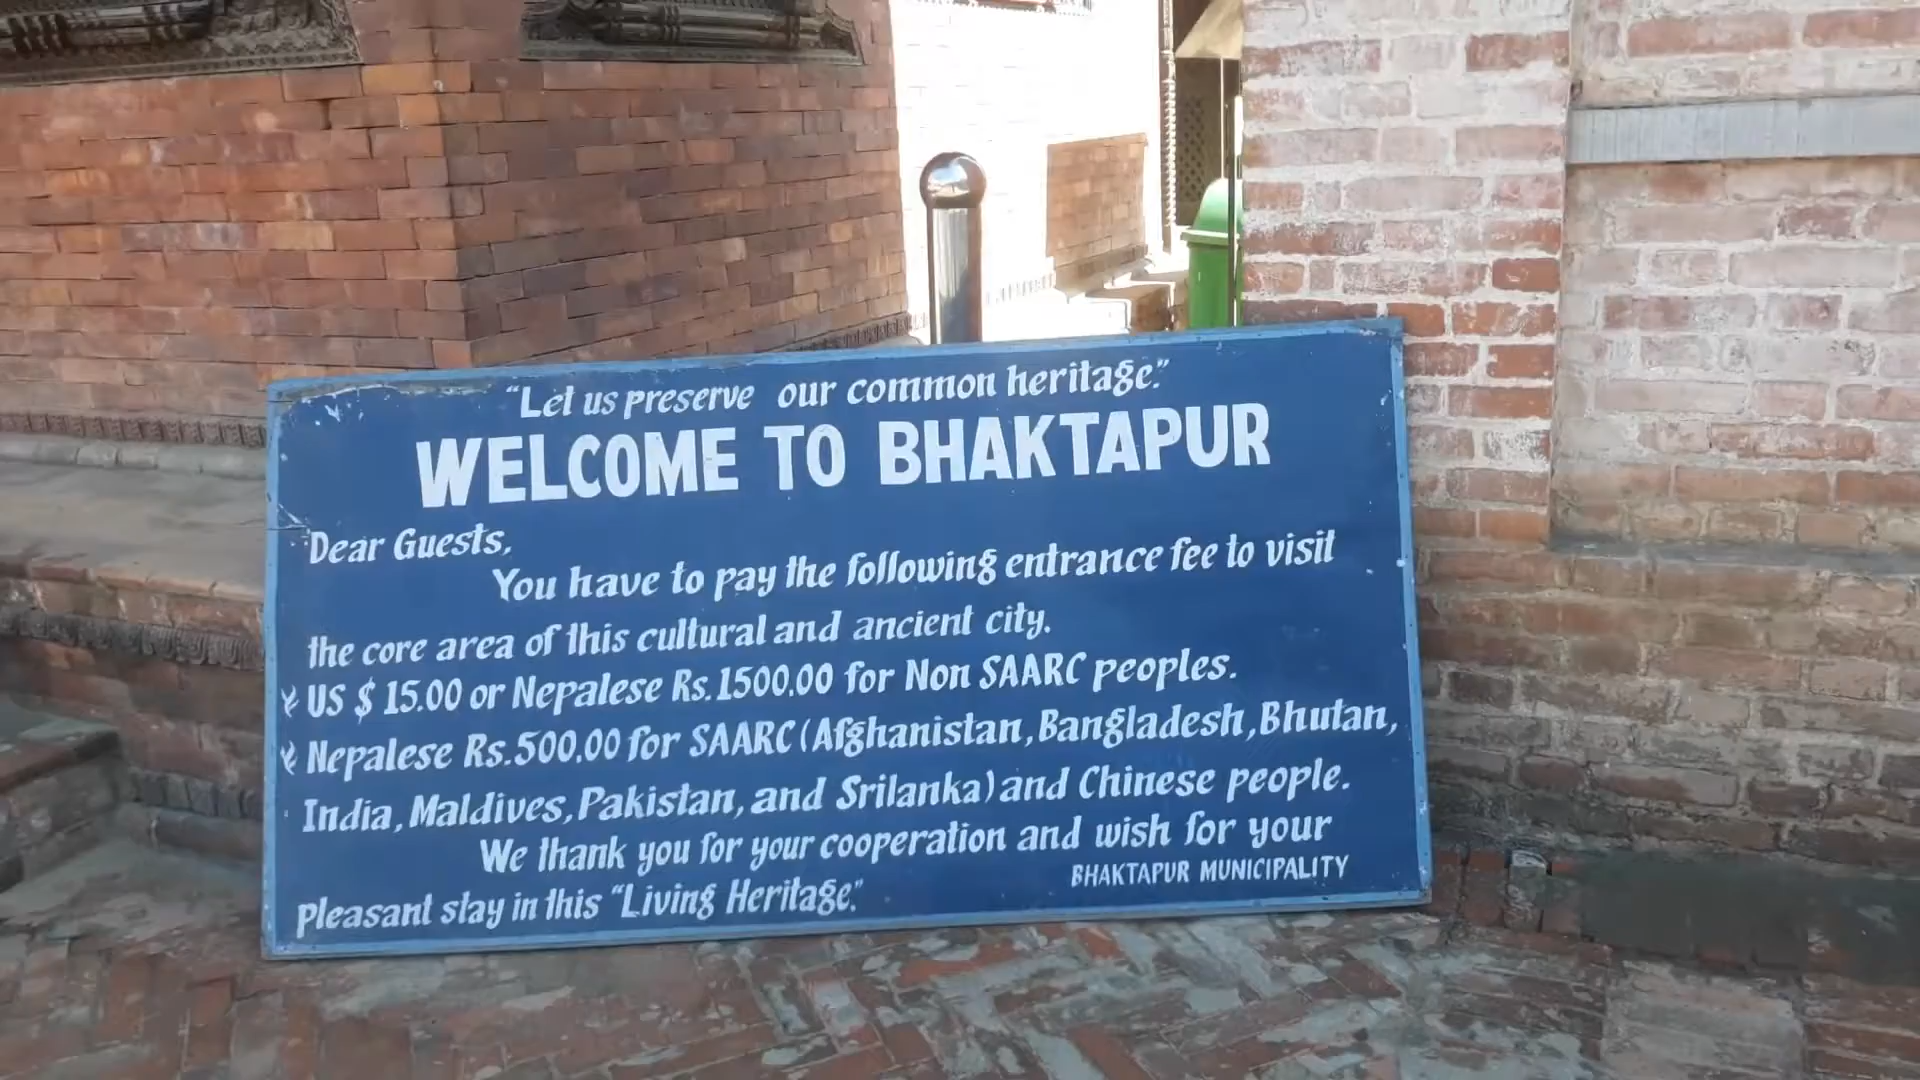 "Let us preserve our common heritage."
WELCOME TO BHAKTAPUR
Dear Guests,
You have to pay the following entrance fee to visit
the core area of this cultural and ancient city.
US $ 15.00 or Nepalese Rs.1500.00 for Non SAARC peoples.
Nepalese Rs.500.00 for SAARC (Afghanistan, Bangladesh, Bhutan,
India, Maldives, Pakistan, and Srilanka) and Chinese people.
We thank you for your cooperation and wish for your
Pleasant stay in this "Living Heritage".
BHAKTAPUR MUNICIPALITY